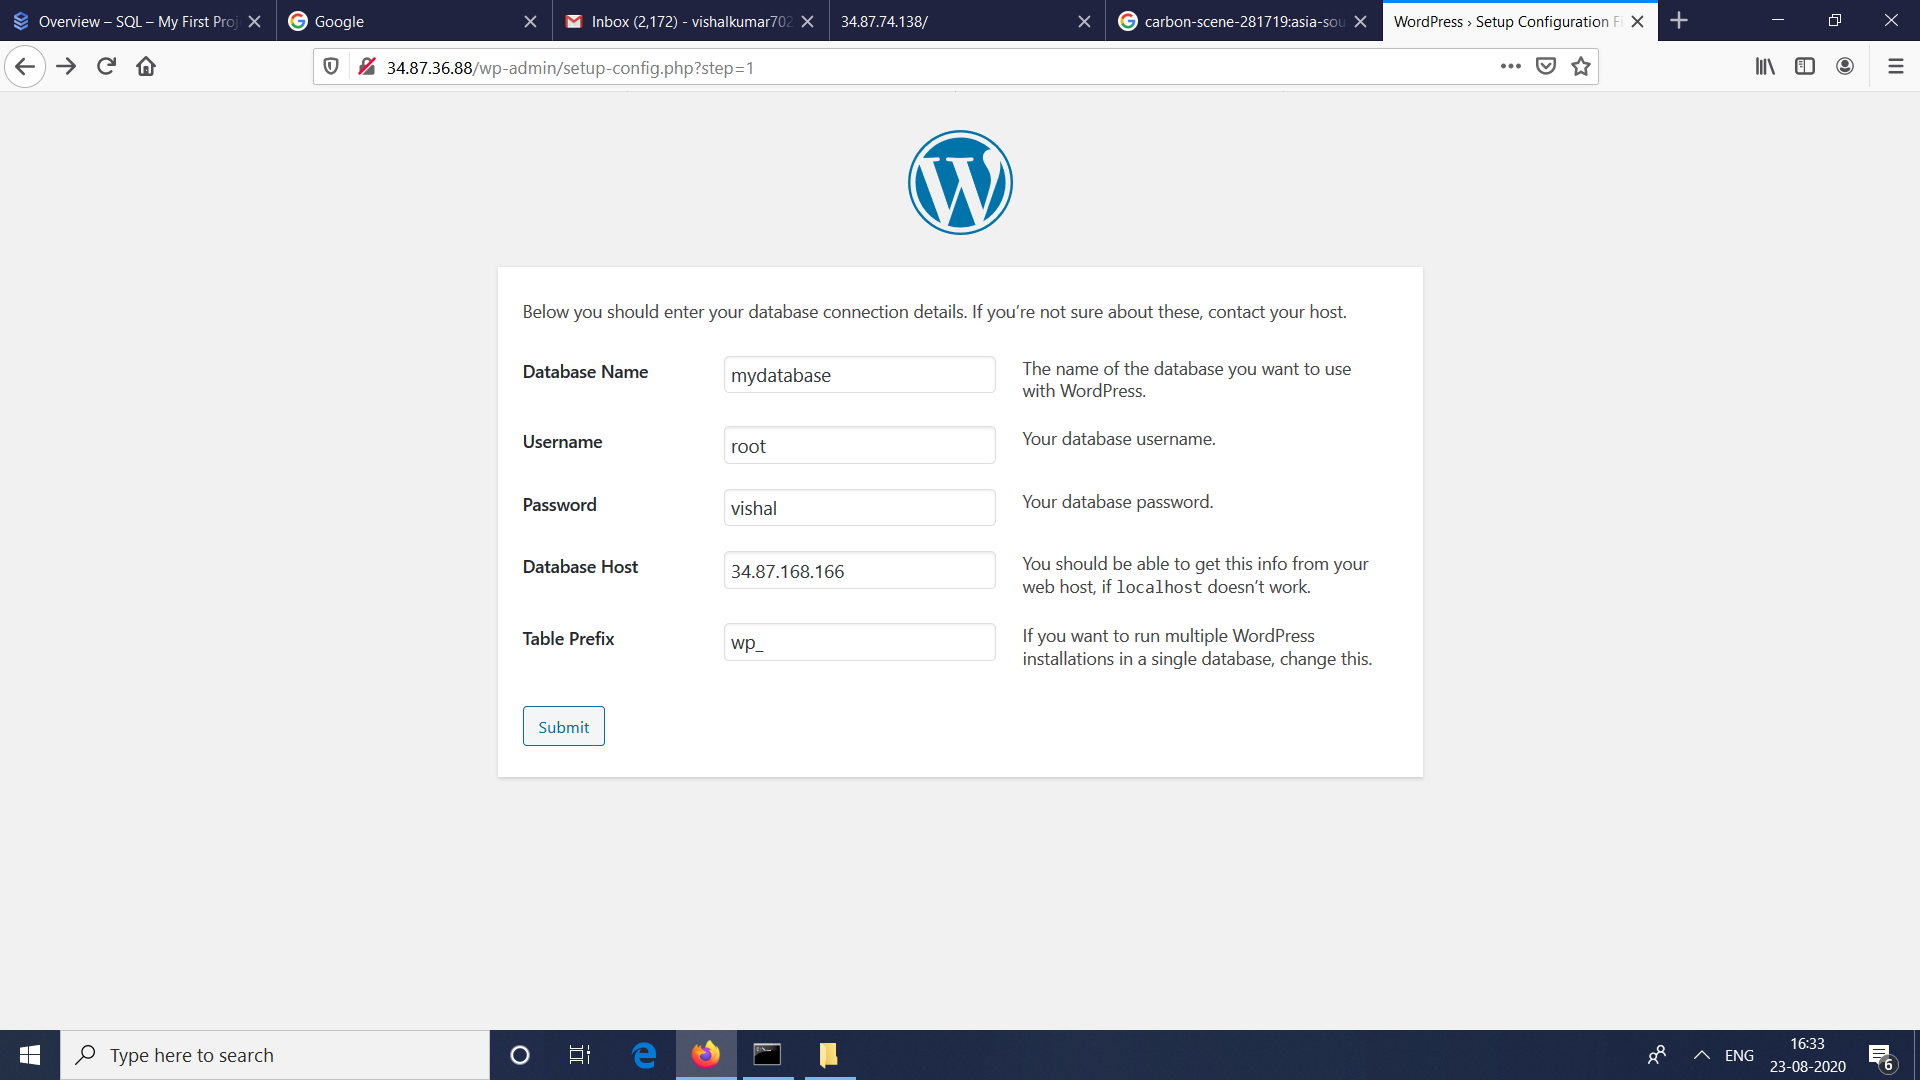 Overview – SQL – My First Proj
Google
Inbox (2,172) - vishalkumar702
34.87.74.138/
carbon-scene-281719:asia-sou
WordPress › Setup Configuration Fi
34.87.36.88/wp-admin/setup-config.php?step=1
W
Below you should enter your database connection details. If you’re not sure about these, contact your host.
Database Name
mydatabase
The name of the database you want to use
with WordPress.
Username
root
Your database username.
Password
vishal
Your database password.
Database Host
34.87.168.166
You should be able to get this info from your
web host, if localhost doesn’t work.
Table Prefix
wp_
If you want to run multiple WordPress
installations in a single database, change this.
Submit
Type here to search
ENG
16:33
23-08-2020
6